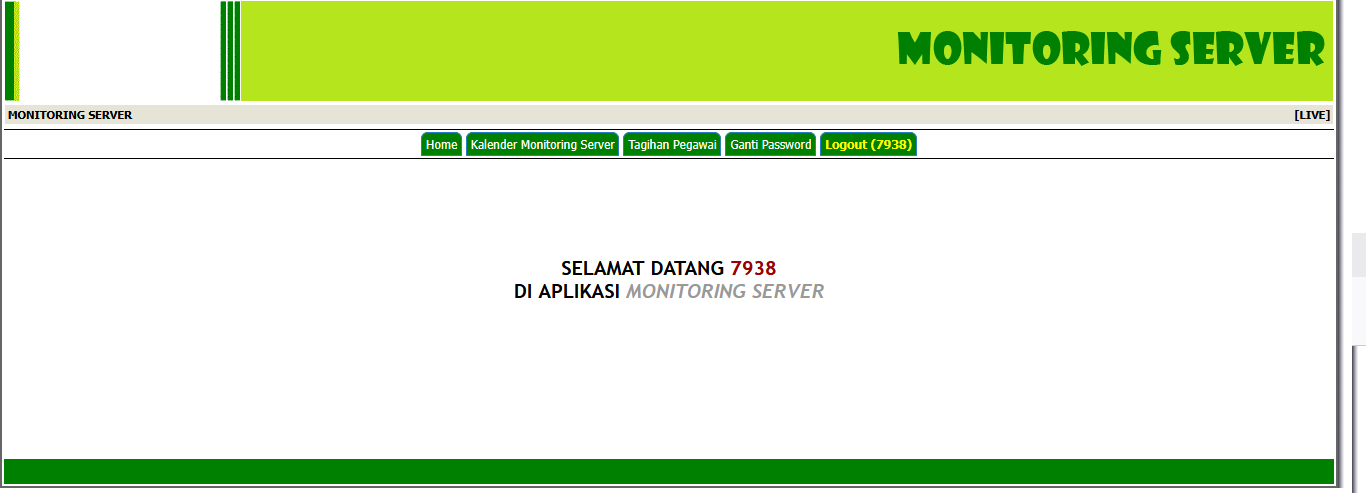 MONITORING SERVER
MONITORING SERVER [LIVE]
Home Kalender Monitoring Server Tagihan Pegawai Ganti Password Logout (7938)
SELAMAT DATANG 7938
DI APLIKASI MONITORING SERVER